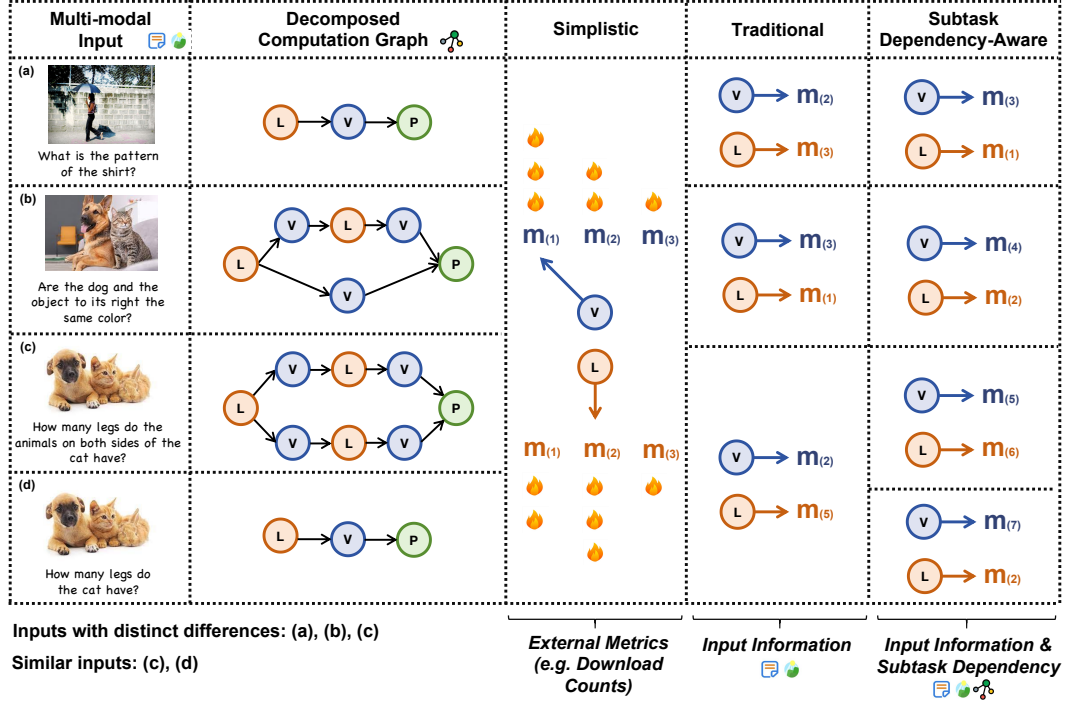 Multi-modal
Input
Decomposed
Computation Graph
Simplistic
Traditional
Subtask
Dependency-Aware
(a)
What is the pattern
of the shirt?
L V P
V m(2)
L m(3)
V m(3)
L m(1)
(b)
Are the dog and the
object to its right the
same color?
L V L V V P
m(1) m(2) m(3)
V
L
m(1) m(2) m(3)
V m(3)
L m(1)
V m(4)
L m(2)
(c)
How many legs do the
animals on both sides of the
cat have?
L V L V V L V P
V m(2)
L m(5)
V m(5)
L m(6)
(d)
How many legs do
the cat have?
L V P
V m(7)
L m(2)
Inputs with distinct differences: (a), (b), (c)
Similar inputs: (c), (d)
External Metrics
(e.g. Download
Counts)
Input Information
Input Information &
Subtask Dependency